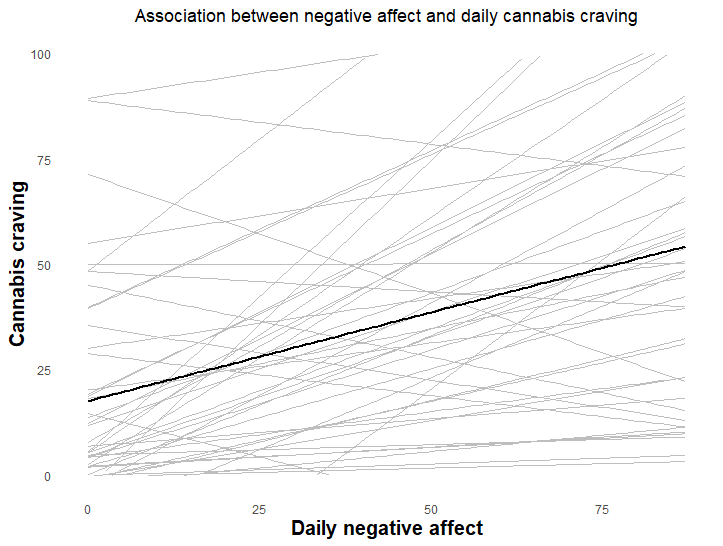 Association between negative affect and daily cannabis craving
100
75
50
25
0
Cannabis craving
0 25 50 75
Daily negative affect